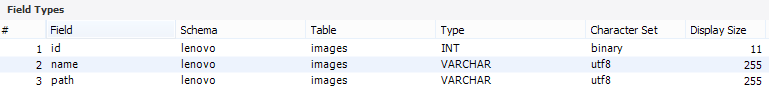 Field Types
# Field Schema Table Type Character Set Display Size
1 id lenovo images INT binary 11
2 name lenovo images VARCHAR utf8 255
3 path lenovo images VARCHAR utf8 255